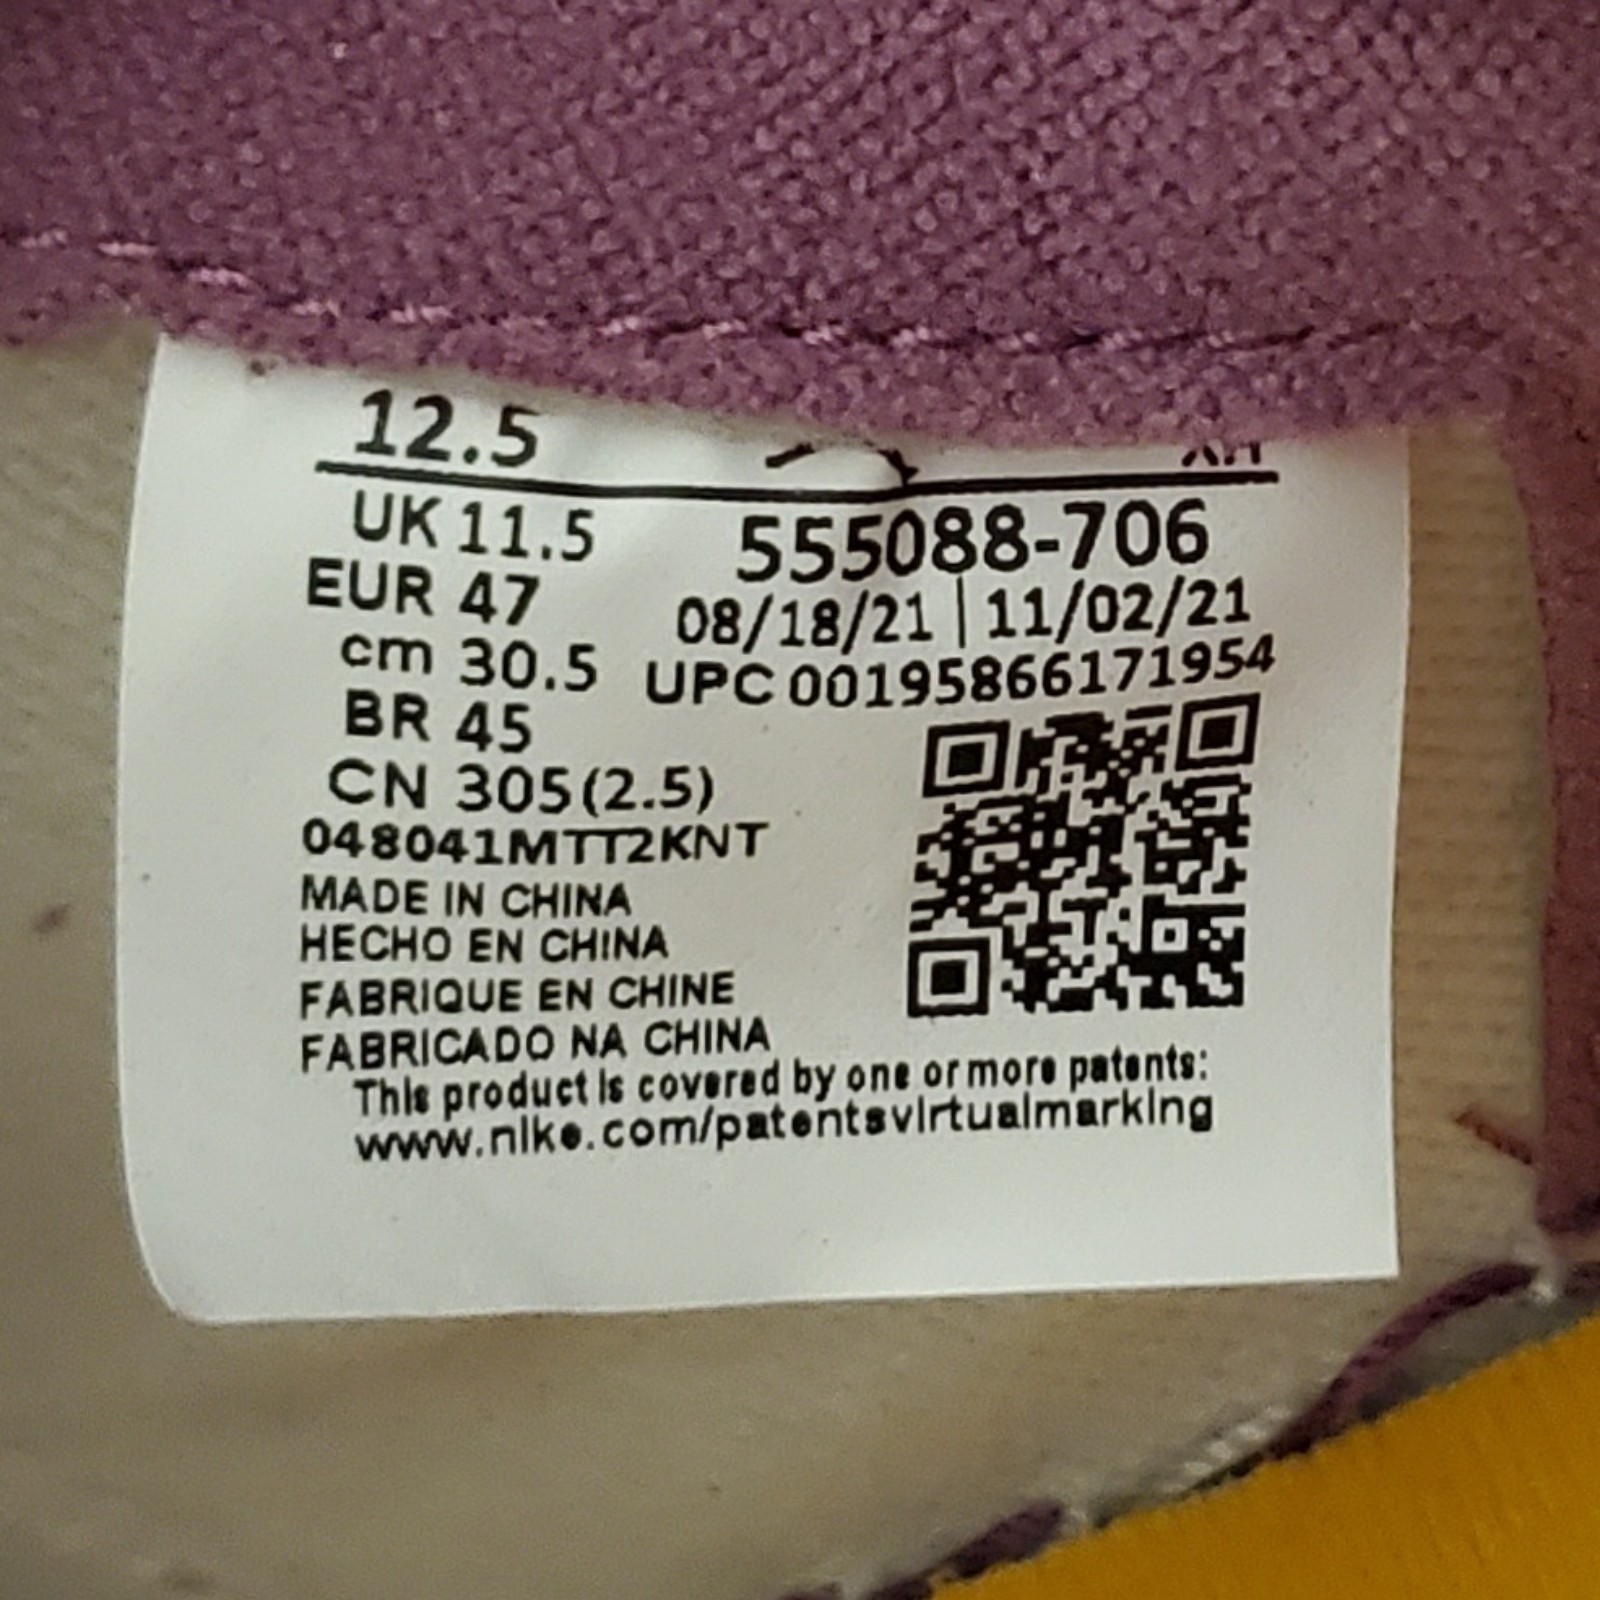 12.5
UK 11.5 555088-706
EUR 47 08/18/21 | 11/02/21
cm 30.5 UPC 00195866171954
BR 45
CN 305(2.5)
048041MTT2KNT
MADE IN CHINA
HECHO EN CHINA
FABRIQUE EN CHINE
FABRICADO NA CHINA
This product is covered by one or more patents:
www.nike.com/patentsvirtualmarking